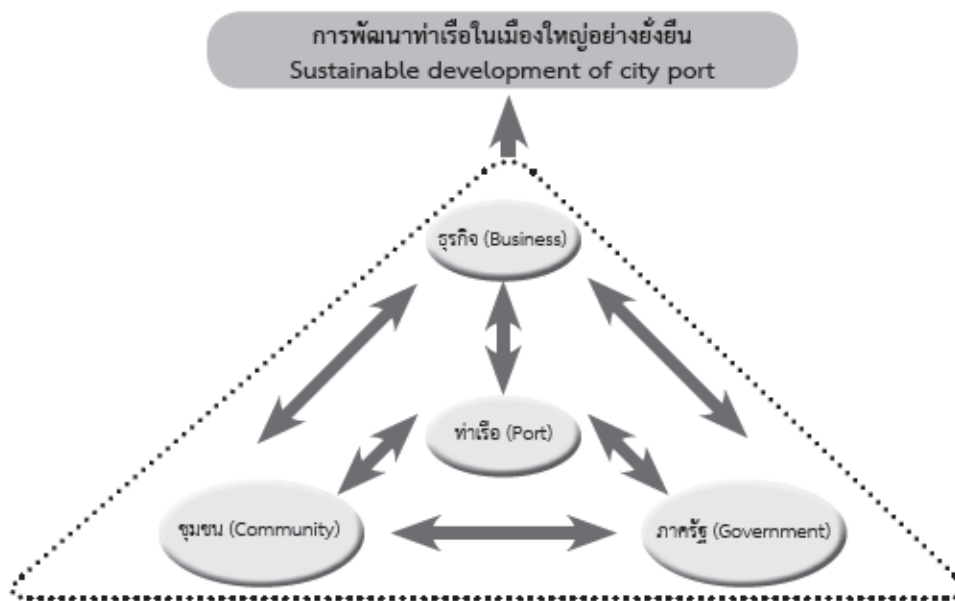 การพัฒนาท่าเรือในเมืองใหญ่อย่างยั่งยืน
Sustainable development of city port
ธุรกิจ (Business)
ท่าเรือ (Port)
ชุมชน (Community)
ภาครัฐ (Government)